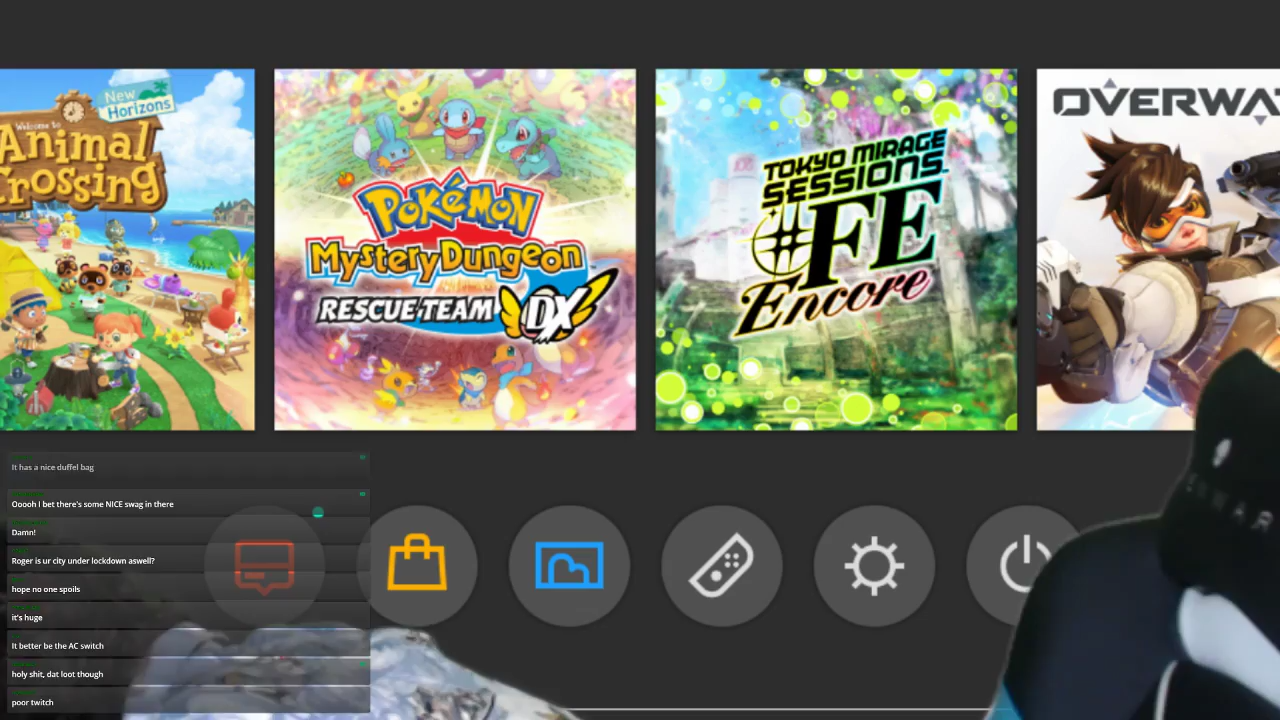 New
Horizons
Welcome to
Animal
Crossing
POKéMON
Mystery Dungeon
RESCUE TEAM DX
TOKYO MIRAGE
SESSIONS
#FE
Encore
OVERWAT
It has a nice duffel bag
Ooooh I bet there's some NICE swag in there
Damn!
Roger is ur city under lockdown aswell?
hope no one spoils
it's huge
It better be the AC switch
holy shit, dat loot though
poor twitch